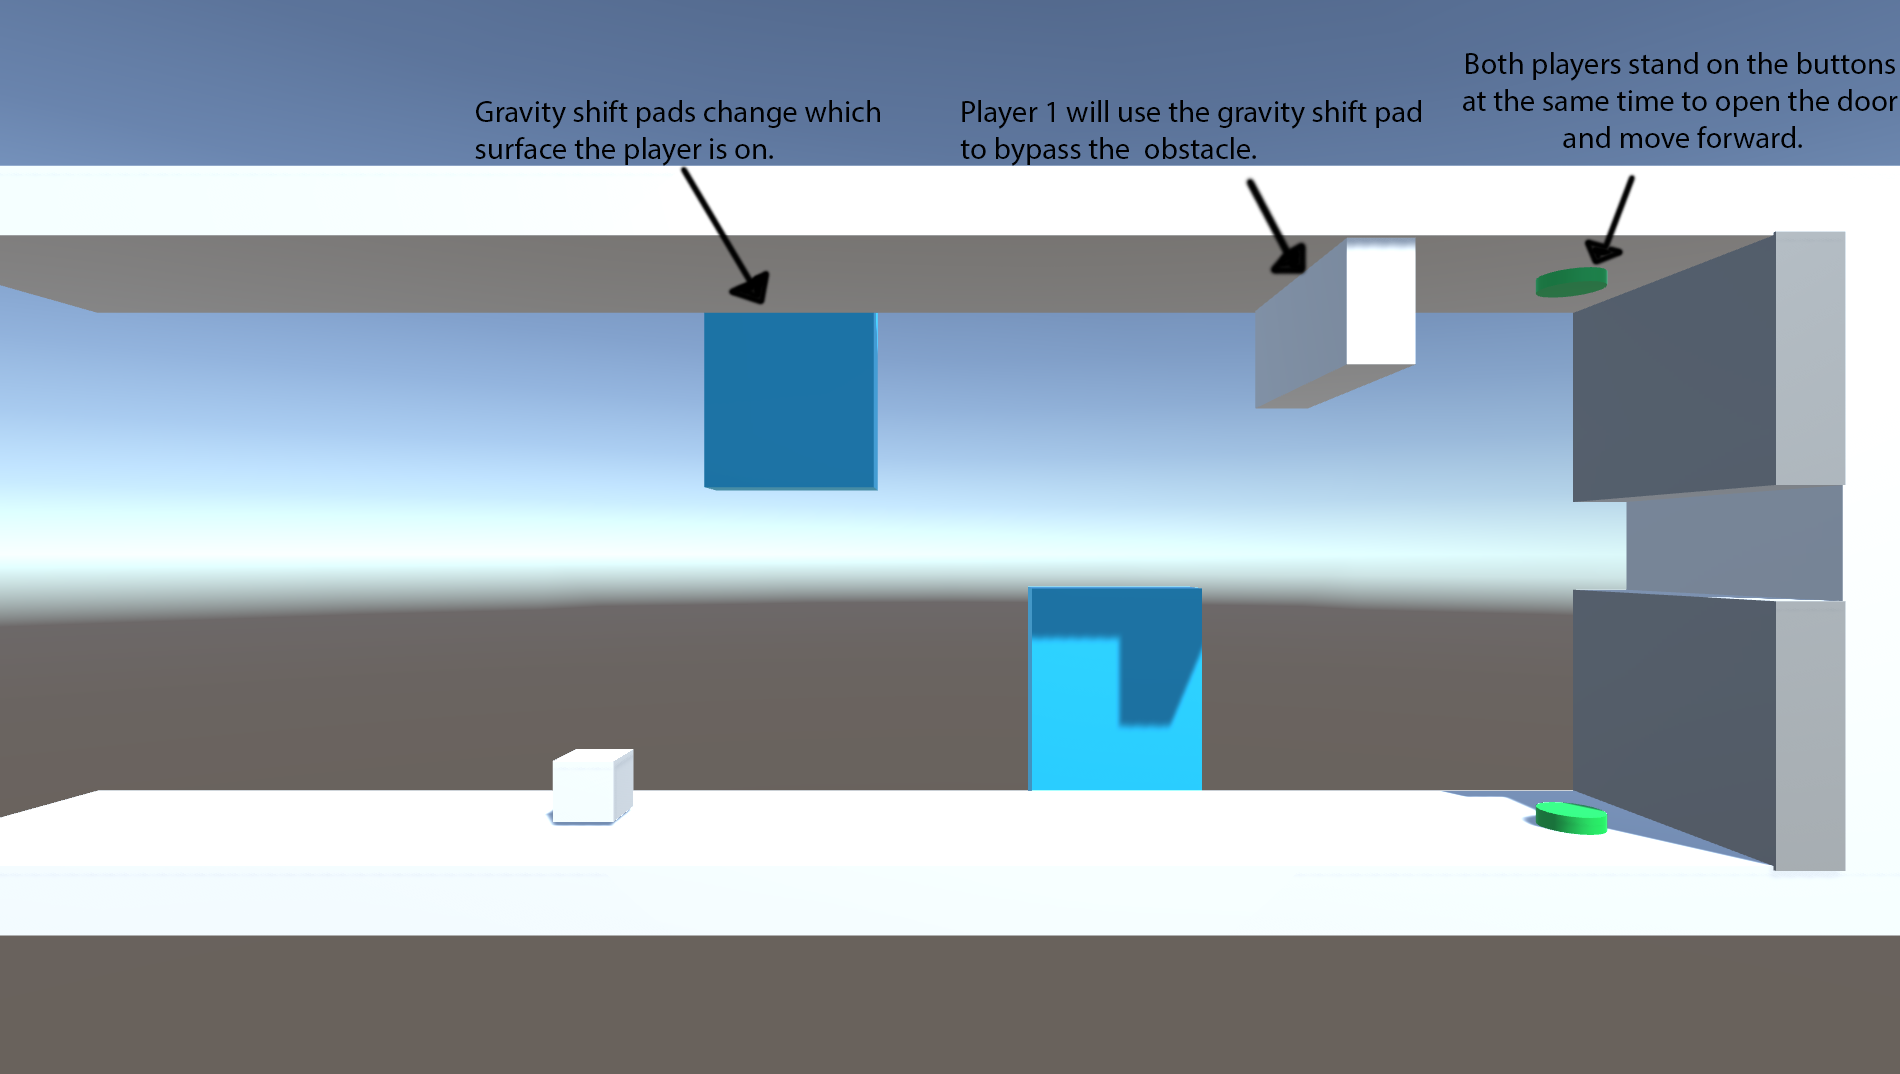 Gravity shift pads change which
surface the player is on.
Player 1 will use the gravity shift pad
to bypass the  obstacle.
Both players stand on the buttons
at the same time to open the door
and move forward.